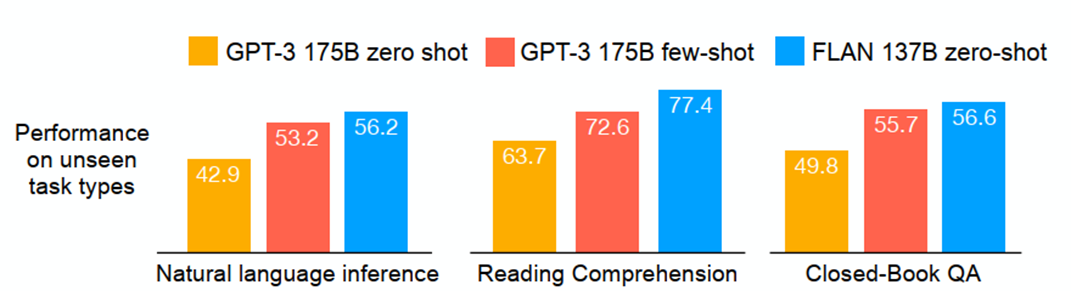 GPT-3 175B zero shot GPT-3 175B few-shot FLAN 137B zero-shot
Performance
on unseen
task types
42.9 53.2 56.2
63.7 72.6 77.4
49.8 55.7 56.6
Natural language inference Reading Comprehension Closed-Book QA